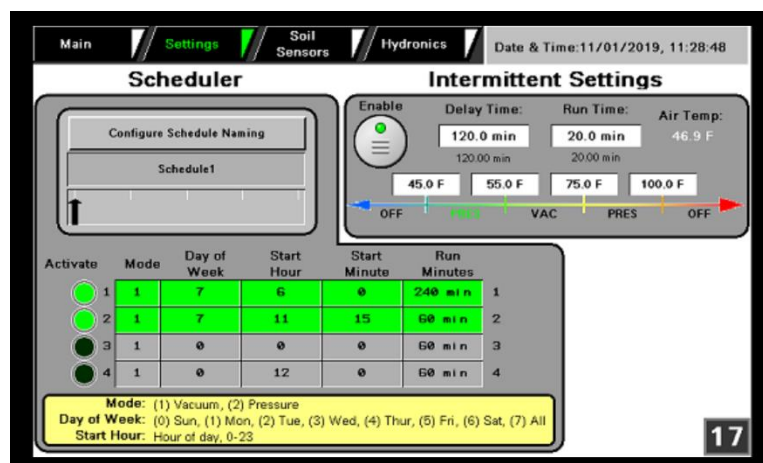 Main Settings Soil Sensors Hydronics Date & Time:11/01/2019, 11:28:48
Scheduler
Configure Schedule Naming
Schedule1
Intermittent Settings
Enable Delay Time: Run Time: Air Temp:
120.0 min 20.0 min 46.9 F
120.00 min 20.00 min
45.0 F 55.0 F 75.0 F 100.0 F
OFF PRES VAC PRES OFF
Activate Mode Day of Week Start Hour Start Minute Run Minutes
1 1 7 6 0 240 min 1
2 1 7 11 15 60 min 2
3 1 0 0 0 60 min 3
4 1 0 12 0 60 min 4
Mode: (1) Vacuum, (2) Pressure
Day of Week: (0) Sun, (1) Mon, (2) Tue, (3) Wed, (4) Thur, (5) Fri, (6) Sat, (7) All
Start Hour: Hour of day, 0-23
17